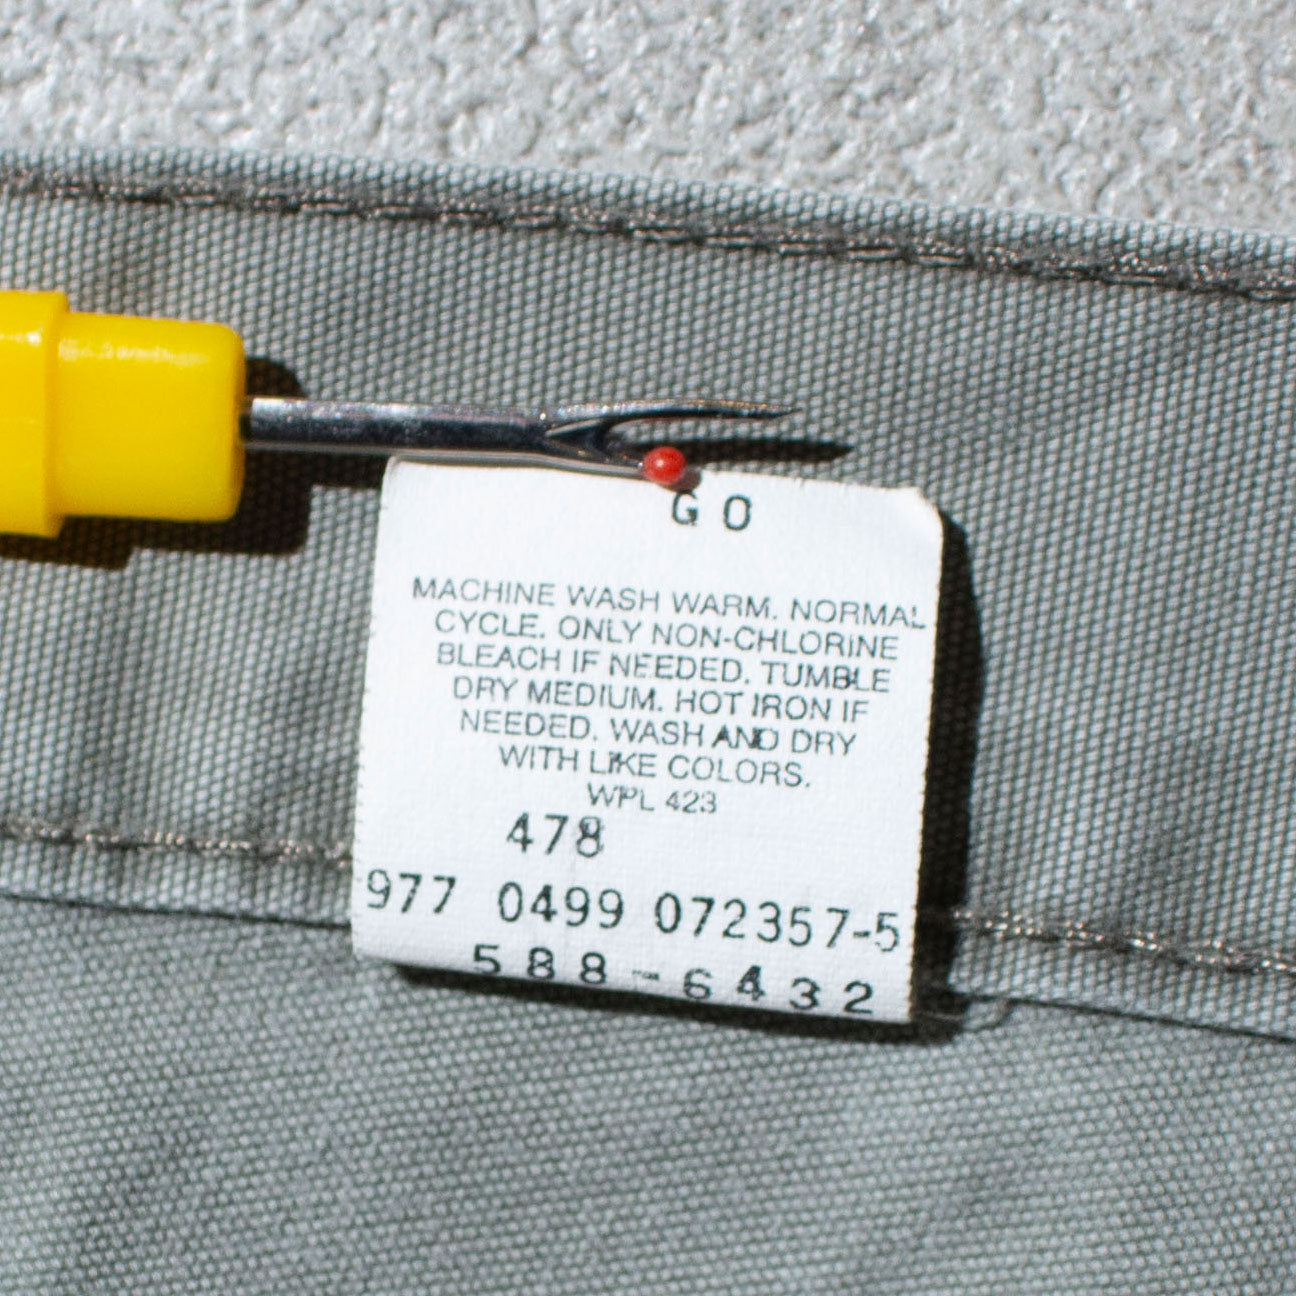 GO
MACHINE WASH WARM. NORMAL
CYCLE. ONLY NON-CHLORINE
BLEACH IF NEEDED. TUMBLE
DRY MEDIUM. HOT IRON IF
NEEDED. WASH AND DRY
WITH LIKE COLORS.
WPL 423
478
977 0499 072357-5
588-6432